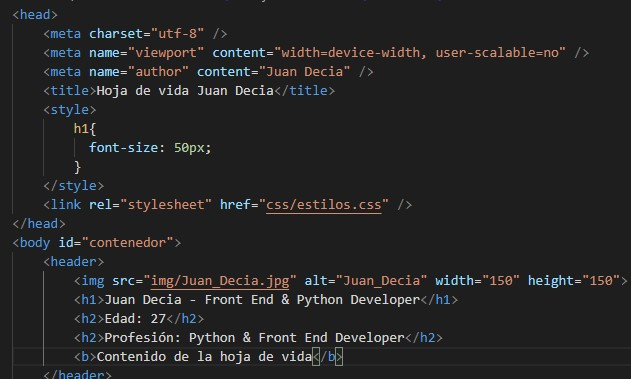 <head>
<meta charset="utf-8" />
<meta name="viewport" content="width=device-width, user-scalable=no" />
<meta name="author" content="Juan Decia" />
<title>Hoja de vida Juan Decia</title>
<style>
h1{
font-size: 50px;
}
</style>
<link rel="stylesheet" href="css/estilos.css" />
</head>
<body id="contenedor">
<header>
<img src="img/Juan_Decia.jpg" alt="Juan_Decia" width="150" height="150">
<h1>Juan Decia - Front End & Python Developer</h1>
<h2>Edad: 27</h2>
<h2>Profesión: Python & Front End Developer</h2>
<b>Contenido de la hoja de vida</b>
</header>